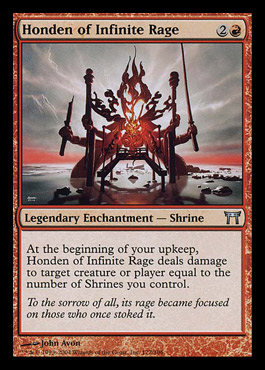 Honden of Infinite Rage 2
Legendary Enchantment — Shrine
At the beginning of your upkeep,
Honden of Infinite Rage deals damage
to target creature or player equal to the
number of Shrines you control.
To the sorrow of all, its rage became focused
on those who once stoked it.
John Avon